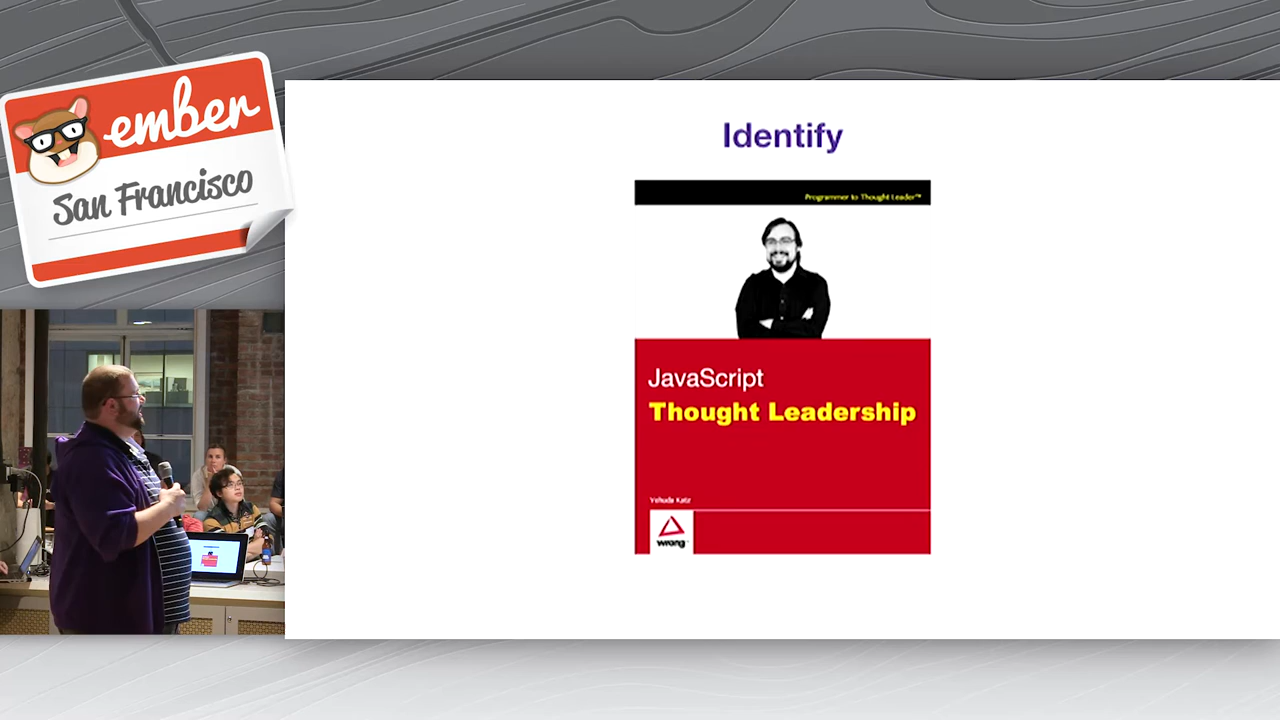 ember
San Francisco
Identify
Programmer to Thought Leader™
JavaScript
Thought Leadership
Yehuda Katz
wrong